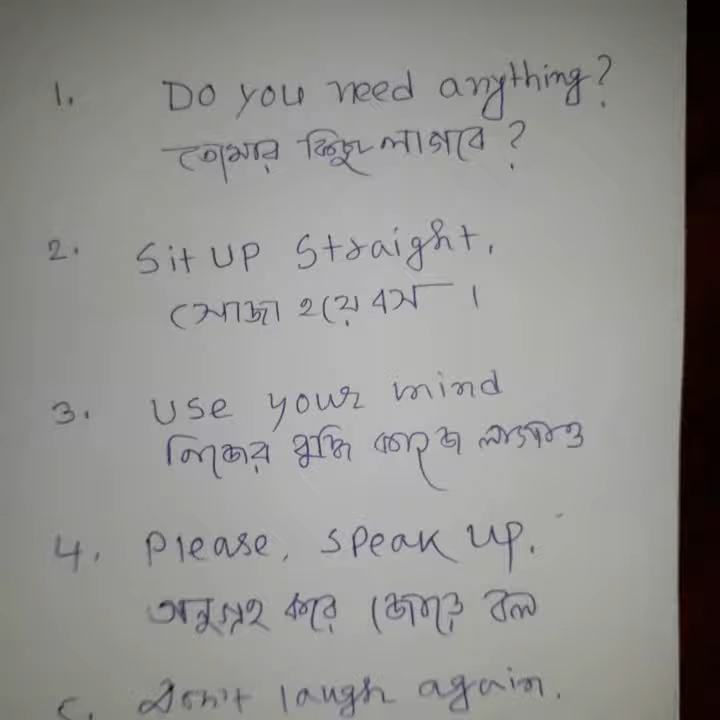 1. Do you need anything?
তোমার কিছু লাগবে?
2. Sit up straight.
সোজা হয়ে বস।
3. Use your mind
নিজের বুদ্ধি কাজে লাগাও
4. Please, speak up.
অনুগ্রহ করে জোরে বল
5. Don't laugh again.